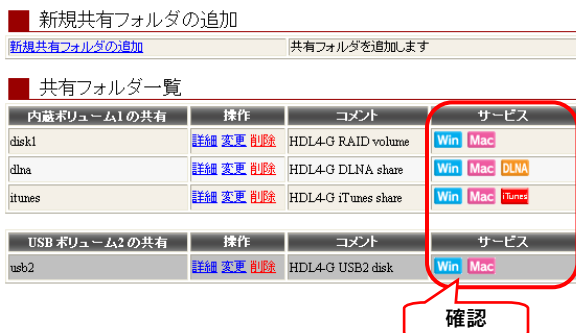 新規共有フォルダの追加
新規共有フォルダの追加 共有フォルダを追加します
共有フォルダ一覧
内蔵ボリューム1の共有 操作 コメント サービス
disk1 詳細 変更 削除 HDL4-G RAID volume Win Mac
dlna 詳細 変更 削除 HDL4-G DLNA share Win Mac DLNA
itunes 詳細 変更 削除 HDL4-G iTunes share Win Mac iTunes
USB ボリューム2の共有 操作 コメント サービス
usb2 詳細 変更 削除 HDL4-G USB2 disk Win Mac
確認